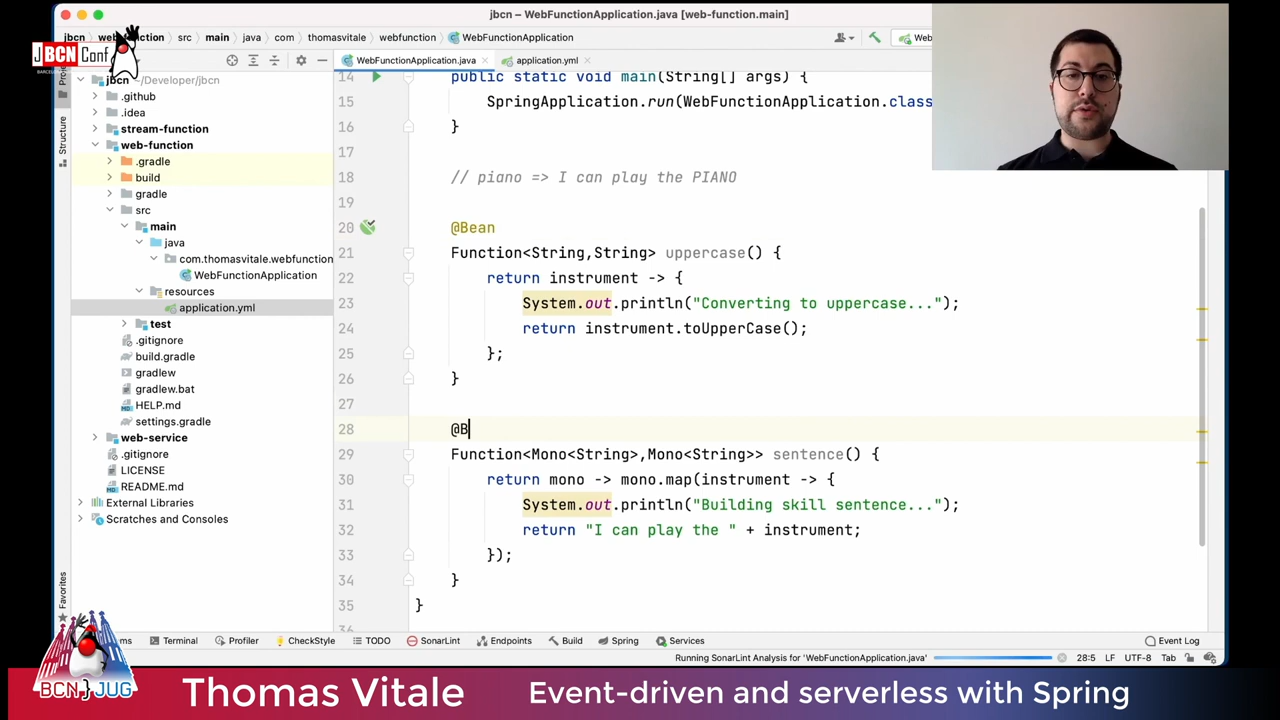 jbcn – WebFunctionApplication.java [web-function.main]
jbcn
src
main
java
com
thomasvitale
webfunction
WebFunctionApplication
JBCNConf
BARCELONA
WebFunctionApplication.java
application.yml
Structure
Favorites
jbcn ~/Developer/jbcn
.github
.idea
stream-function
web-function
.gradle
build
gradle
src
main
java
com.thomasvitale.webfunction
WebFunctionApplication
resources
application.yml
test
.gitignore
build.gradle
gradlew
gradlew.bat
HELP.md
settings.gradle
web-service
.gitignore
LICENSE
README.md
External Libraries
Scratches and Consoles
14 public static void main(String[] args) {
15 SpringApplication.run(WebFunctionApplication.class
16 }
17
18 // piano => I can play the PIANO
19
20 @Bean
21 Function<String,String> uppercase() {
22 return instrument -> {
23 System.out.println("Converting to uppercase...");
24 return instrument.toUpperCase();
25 };
26 }
27
28 @B
29 Function<Mono<String>,Mono<String>> sentence() {
30 return mono -> mono.map(instrument -> {
31 System.out.println("Building skill sentence...");
32 return "I can play the " + instrument;
33 });
34 }
35 }
Terminal
Profiler
CheckStyle
TODO
SonarLint
Endpoints
Build
Spring
Services
Event Log
Running SonarLint Analysis for 'WebFunctionApplication.java'
28:5 LF UTF-8 Tab
BCN JUG
Thomas Vitale
Event-driven and serverless with Spring